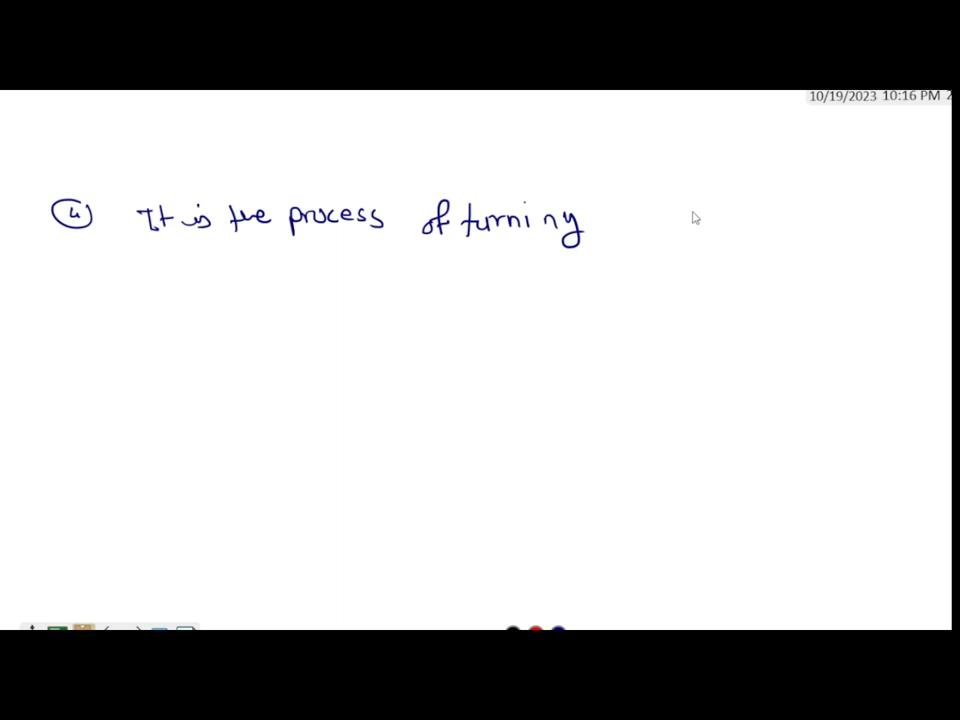 10/19/2023 10:16 PM
④ It is the process of turning